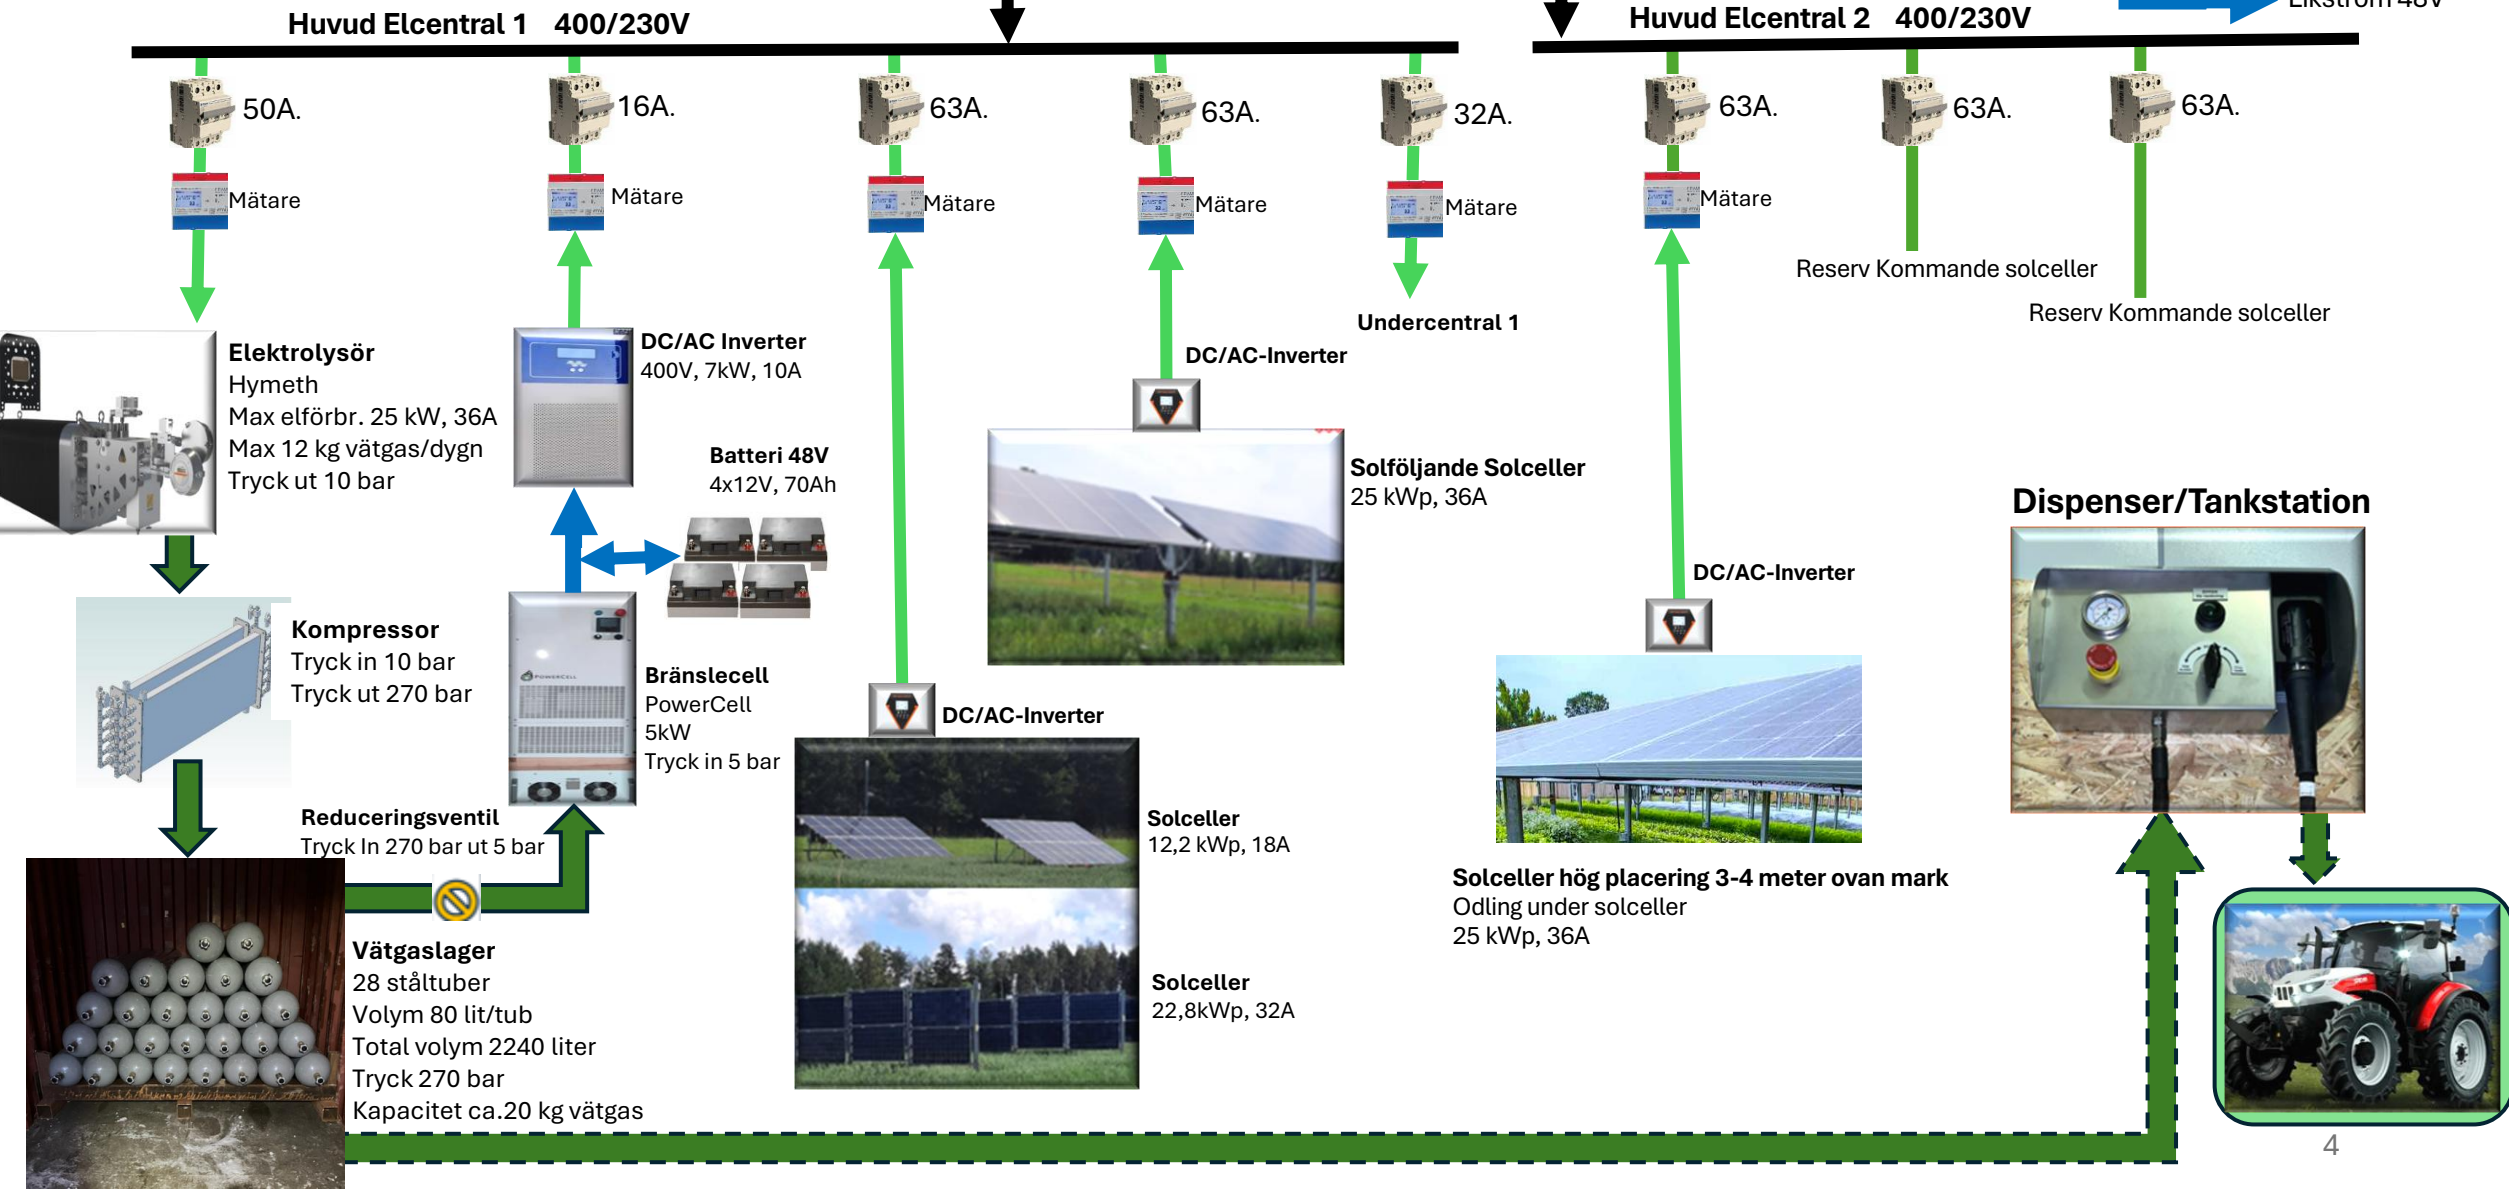 Huvud Elcentral 1 400/230V
Huvud Elcentral 2 400/230V
Elkström 48V
50A.
16A.
63A.
63A.
32A.
63A.
63A.
63A.
Mätare
Mätare
Mätare
Mätare
Mätare
Mätare
Reserv Kommande solceller
Reserv Kommande solceller
Undercentral 1
Elektrolysör
Hymeth
Max elförbr. 25 kW, 36A
Max 12 kg vätgas/dygn
Tryck ut 10 bar
DC/AC Inverter
400V, 7kW, 10A
Batteri 48V
4x12V, 70Ah
DC/AC-Inverter
Solföljande Solceller
25 kWp, 36A
Dispenser/Tankstation
DC/AC-Inverter
Kompressor
Tryck in 10 bar
Tryck ut 270 bar
POWERCELL
Bränslecell
PowerCell
5kW
Tryck in 5 bar
DC/AC-Inverter
Reduceringsventil
Tryck In 270 bar ut 5 bar
Solceller
12,2 kWp, 18A
Solceller hög placering 3-4 meter ovan mark
Odling under solceller
25 kWp, 36A
Vätgaslager
28 ståltuber
Volym 80 lit/tub
Total volym 2240 liter
Tryck 270 bar
Kapacitet ca.20 kg vätgas
Solceller
22,8kWp, 32A
4